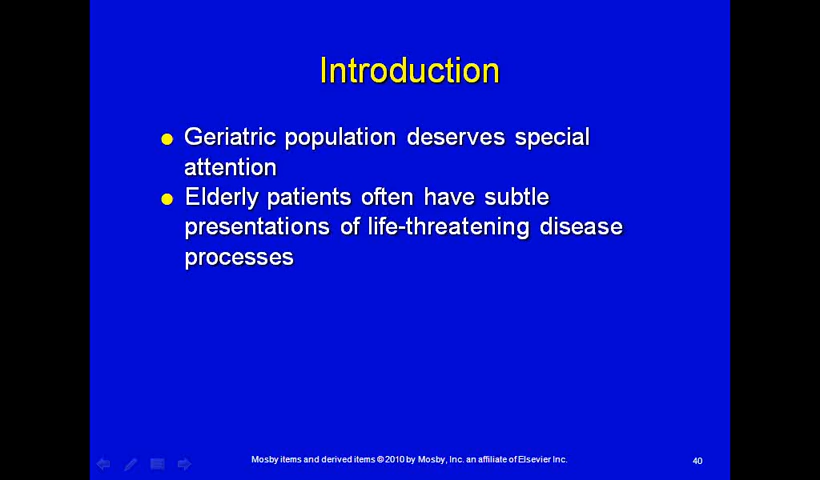 Introduction
Geriatric population deserves special
attention
Elderly patients often have subtle
presentations of life-threatening disease
processes
Mosby items and derived items © 2010 by Mosby, Inc. an affiliate of Elsevier Inc.
40